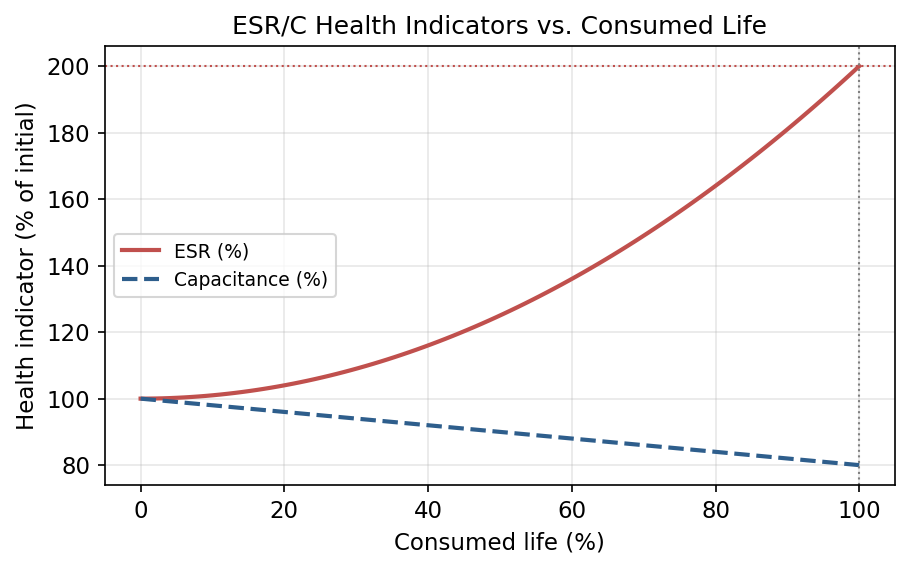 ESR/C Health Indicators vs. Consumed Life
Health indicator (% of initial)
200
180
160
140
120
100
80
ESR (%)
Capacitance (%)
0 20 40 60 80 100
Consumed life (%)